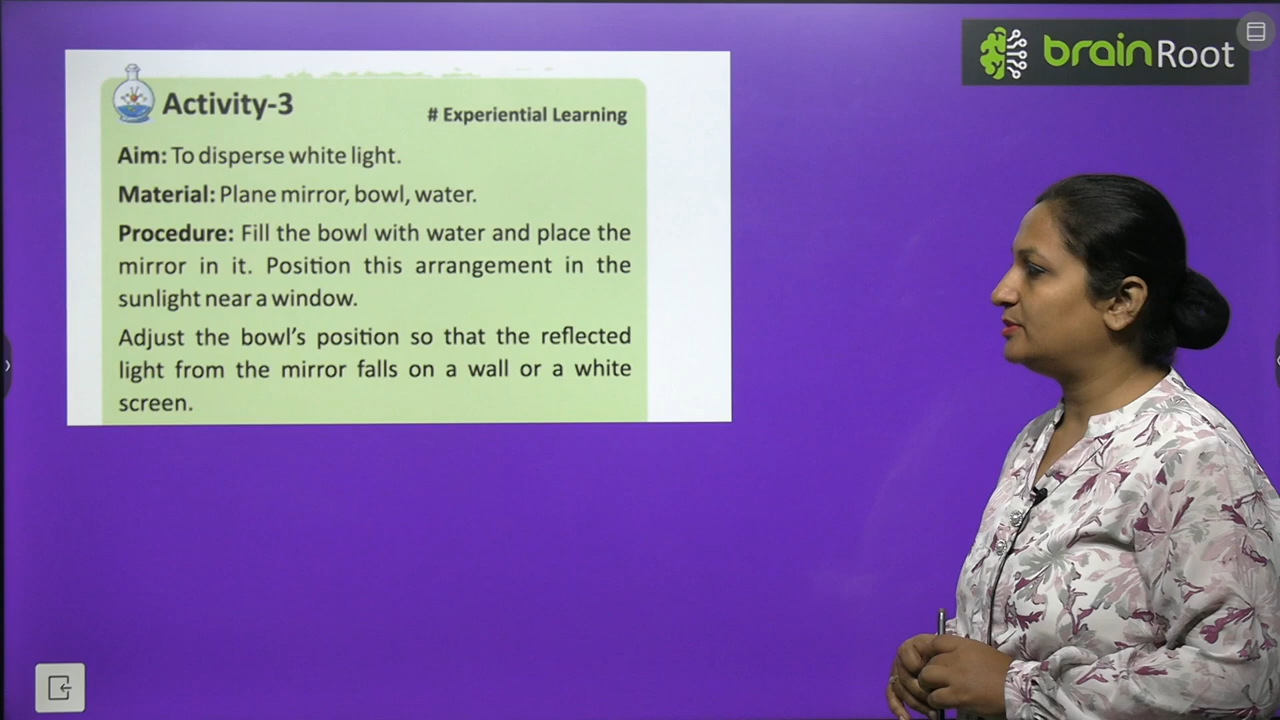 brainRoot
Activity-3
# Experiential Learning
Aim: To disperse white light.
Material: Plane mirror, bowl, water.
Procedure: Fill the bowl with water and place the
mirror in it. Position this arrangement in the
sunlight near a window.
Adjust the bowl's position so that the reflected
light from the mirror falls on a wall or a white
screen.